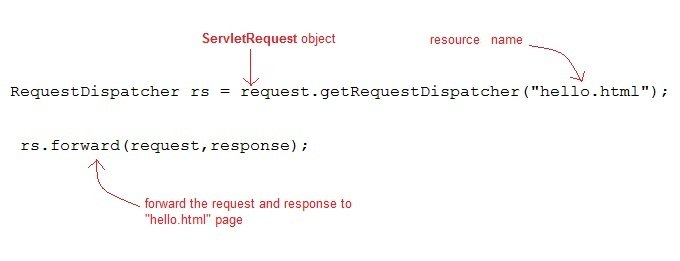 ServletRequest object
resource name
RequestDispatcher rs = request.getRequestDispatcher("hello.html");
rs.forward(request,response);
forward the request and response to
"hello.html" page